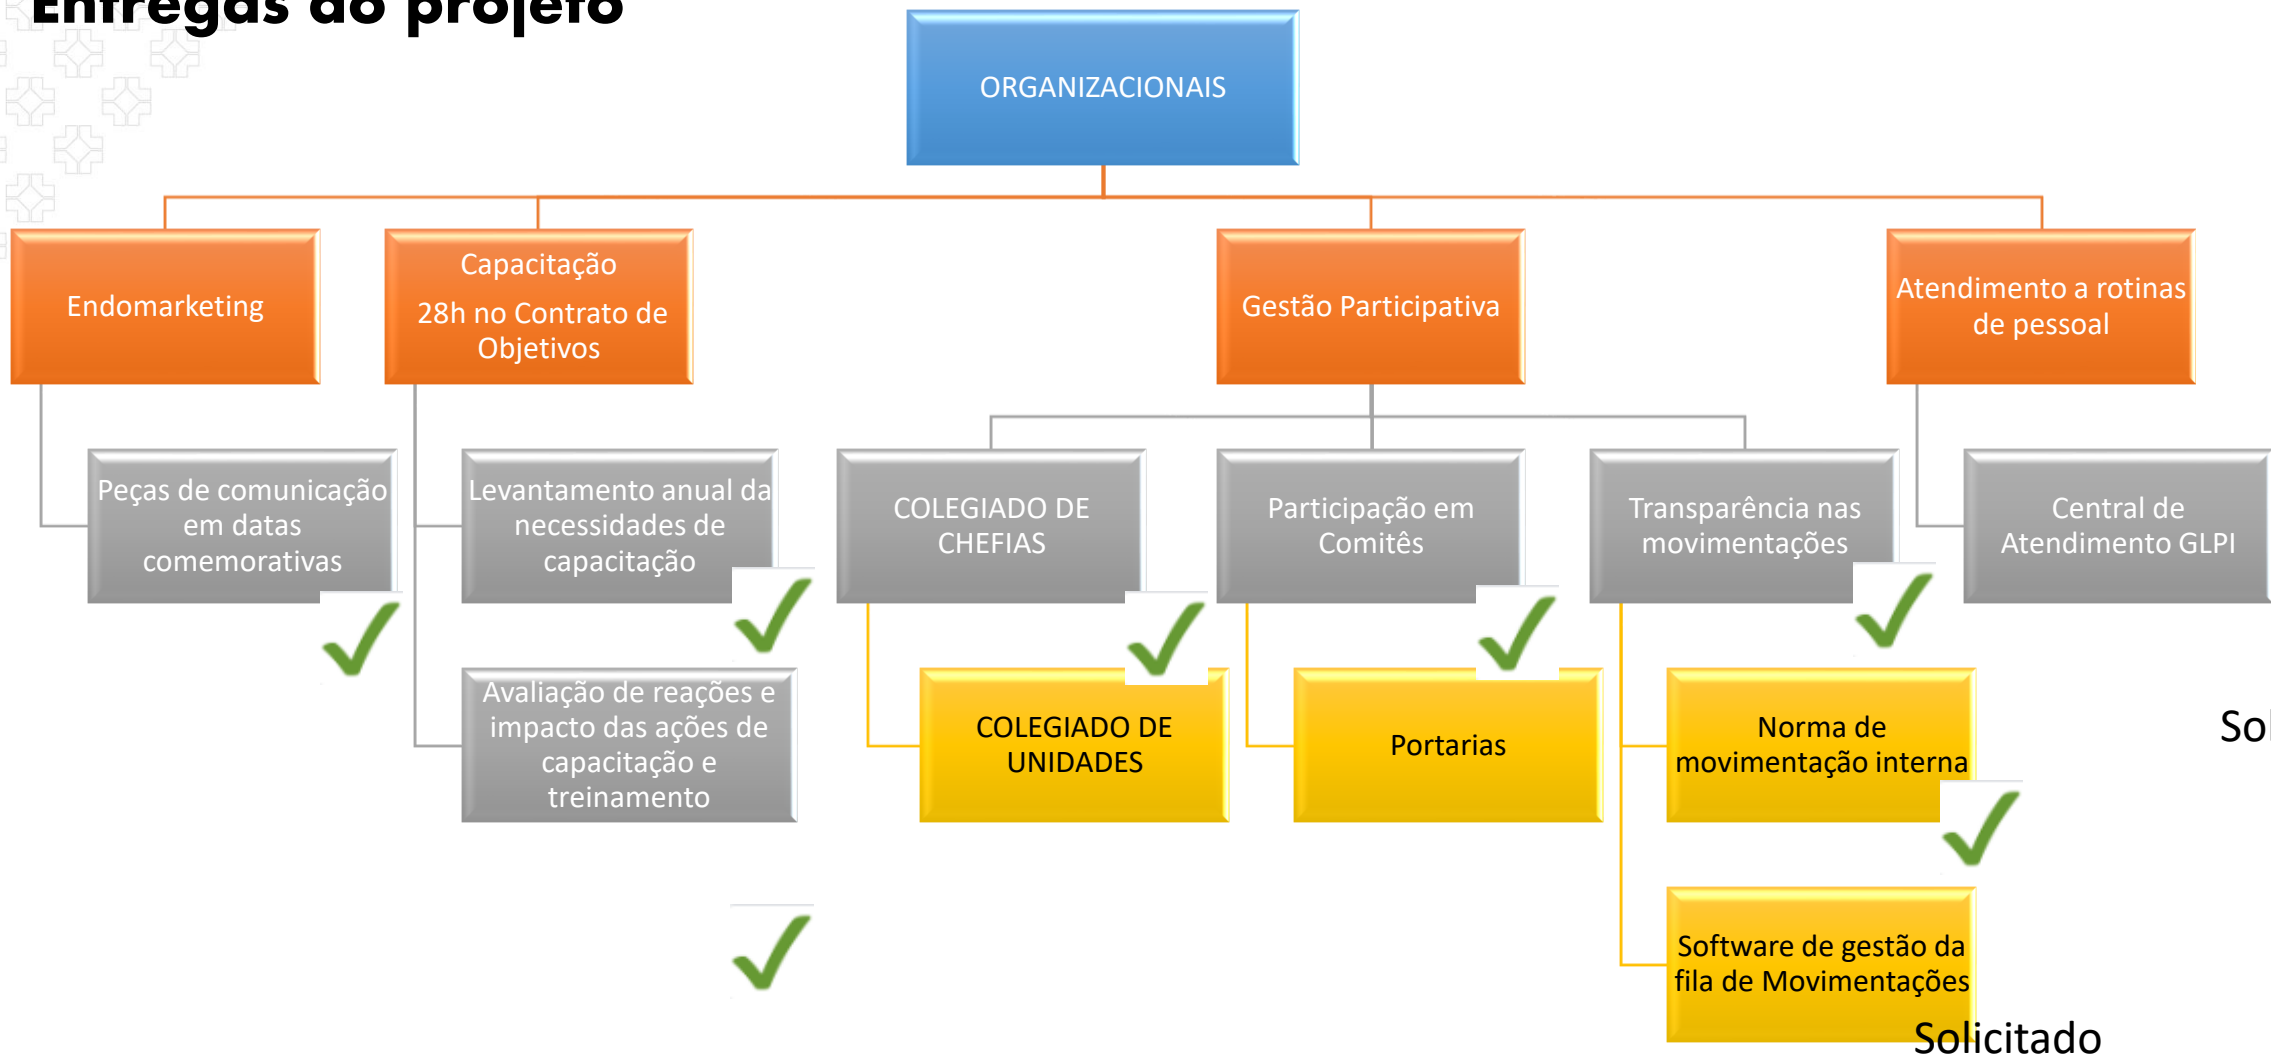 Entregas do projeto
ORGANIZACIONAIS
Endomarketing
Capacitação
28h no Contrato de
Objetivos
Gestão Participativa
Atendimento a rotinas
de pessoal
Peças de comunicação
em datas
comemorativas
Levantamento anual da
necessidades de
capacitação
COLEGIADO DE
CHEFIAS
Participação em
Comitês
Transparência nas
movimentações
Central de
Atendimento GLPI
Avaliação de reações e
impacto das ações de
capacitação e
treinamento
COLEGIADO DE
UNIDADES
Portarias
Norma de
movimentação interna
Sol
Software de gestão da
fila de Movimentações
Solicitado